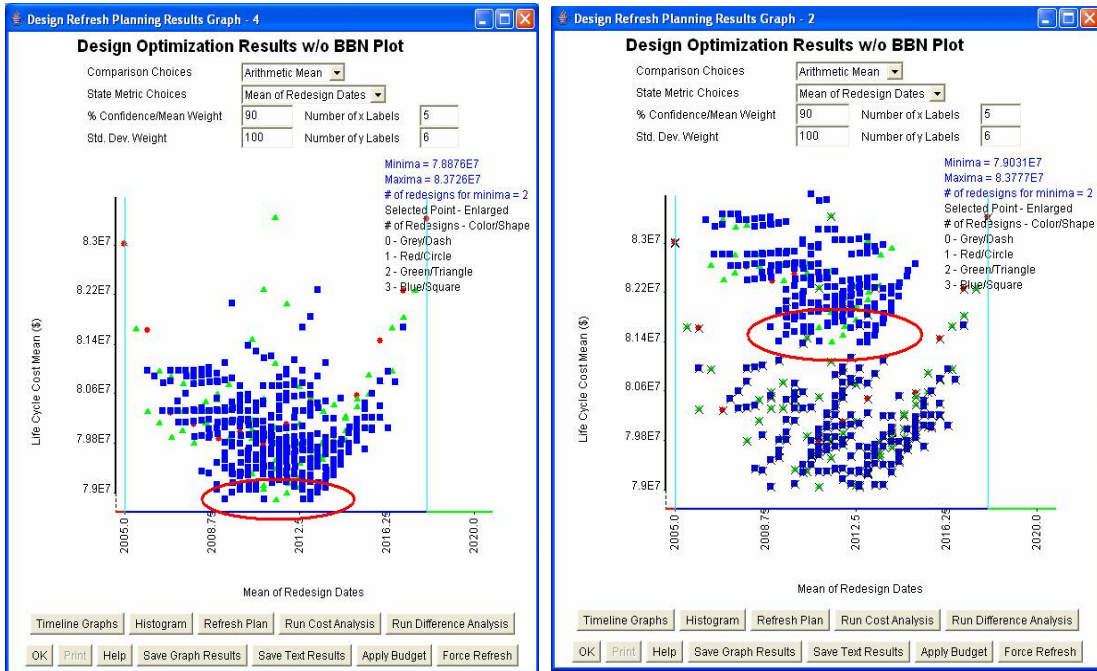 Design Refresh Planning Results Graph - 4
Design Optimization Results w/o BBN Plot
Comparison Choices Arithmetic Mean
State Metric Choices Mean of Redesign Dates
% Confidence/Mean Weight 90 Number of x Labels 5
Std. Dev. Weight 100 Number of y Labels 6
Minima = 7.8876E7
Maxima = 8.3726E7
# of redesigns for minima = 2
Selected Point - Enlarged
# of Redesigns - Color/Shape
0 - Grey/Dash
1 - Red/Circle
2 - Green/Triangle
3 - Blue/Square
8.3E7
8.22E7
8.14E7
8.06E7
7.98E7
7.9E7
Life Cycle Cost Mean ($)
2005.0 2008.75 2012.5 2016.25 2020.0
Mean of Redesign Dates
Timeline Graphs Histogram Refresh Plan Run Cost Analysis Run Difference Analysis
OK Print Help Save Graph Results Save Text Results Apply Budget Force Refresh
Design Refresh Planning Results Graph - 2
Design Optimization Results w/o BBN Plot
Comparison Choices Arithmetic Mean
State Metric Choices Mean of Redesign Dates
% Confidence/Mean Weight 90 Number of x Labels 5
Std. Dev. Weight 100 Number of y Labels 6
Minima = 7.9031E7
Maxima = 8.3777E7
# of redesigns for minima = 2
Selected Point - Enlarged
# of Redesigns - Color/Shape
0 - Grey/Dash
1 - Red/Circle
2 - Green/Triangle
3 - Blue/Square
8.3E7
8.22E7
8.14E7
8.06E7
7.98E7
7.9E7
Life Cycle Cost Mean ($)
2005.0 2008.75 2012.5 2016.25 2020.0
Mean of Redesign Dates
Timeline Graphs Histogram Refresh Plan Run Cost Analysis Run Difference Analysis
OK Print Help Save Graph Results Save Text Results Apply Budget Force Refresh